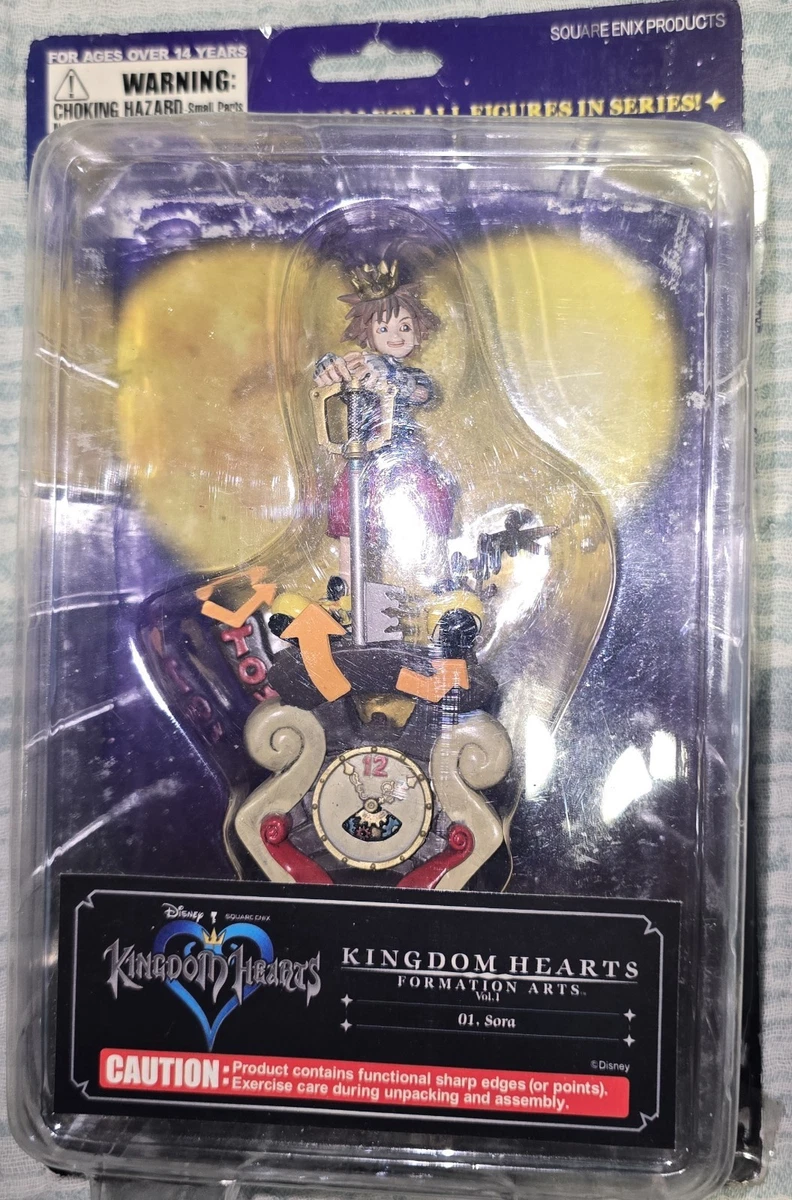 FOR AGES OVER 14 YEARS
SQUARE ENIX PRODUCTS
WARNING:
CHOKING HAZARD-Small Parts
ALL FIGURES IN SERIES!
TO
12
Disney SQUARE ENIX
KINGDOM HEARTS
KINGDOM HEARTS
FORMATION ARTS™
Vol.1
01. Sora
©Disney
CAUTION: Product contains functional sharp edges (or points).
Exercise care during unpacking and assembly.